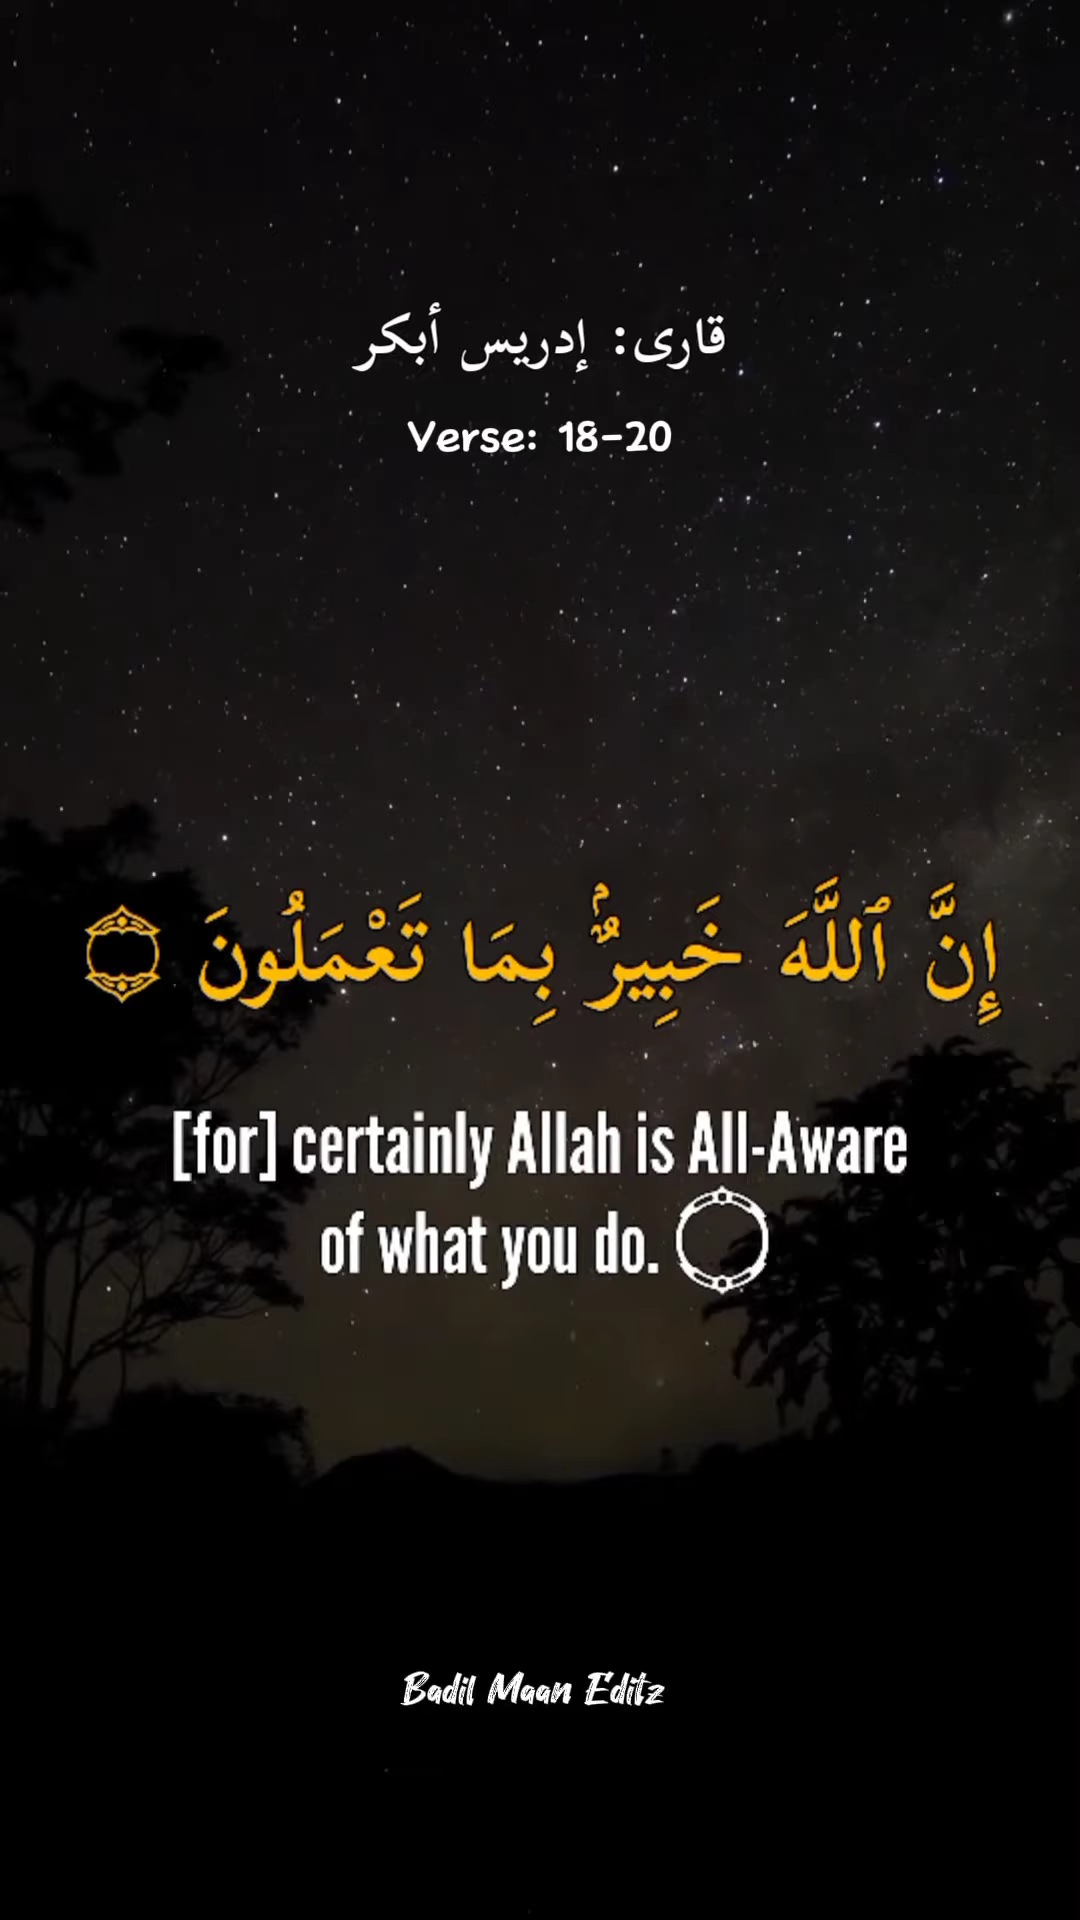 قارى: إدريس أبكر
Verse: 18-20
إِنَّ ٱللَّهَ خَبِيرٌۢ بِمَا تَعْمَلُونَ ۝
[for] certainly Allah is All-Aware
of what you do. ۝
Badil Maan Editz